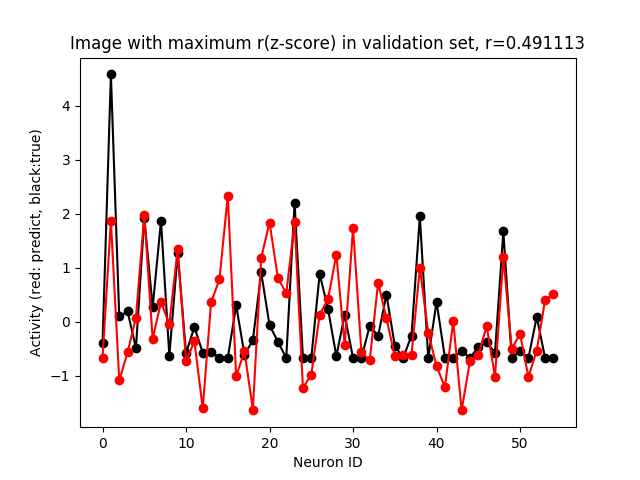 Image with maximum r(z-score) in validation set, r=0.491113
Activity (red: predict, black:true)
4
3
2
1
0
−1
0 10 20 30 40 50
Neuron ID